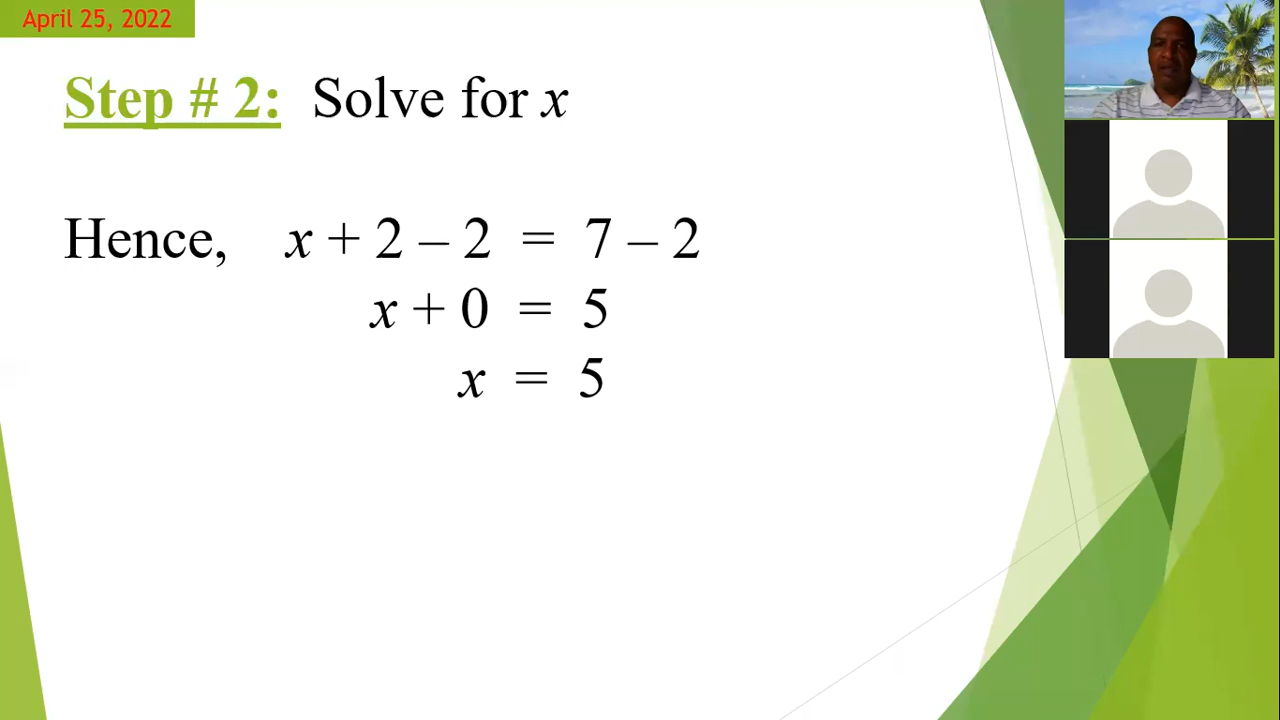 April 25, 2022
Step # 2: Solve for x
Hence, x + 2 – 2 = 7 – 2
x + 0 = 5
x = 5